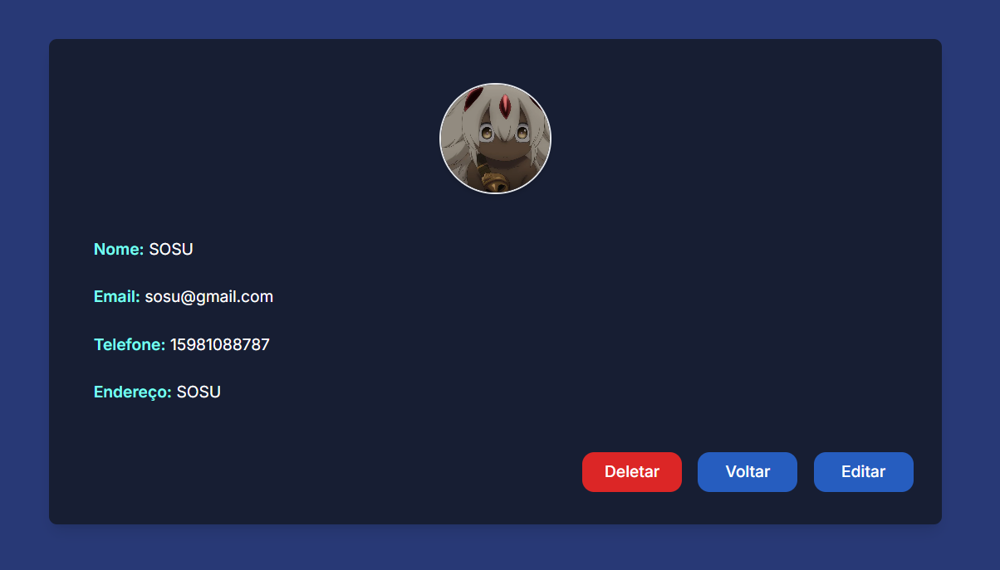 Nome: SOSU
Email: sosu@gmail.com
Telefone: 15981088787
Endereço: SOSU
Deletar Voltar Editar